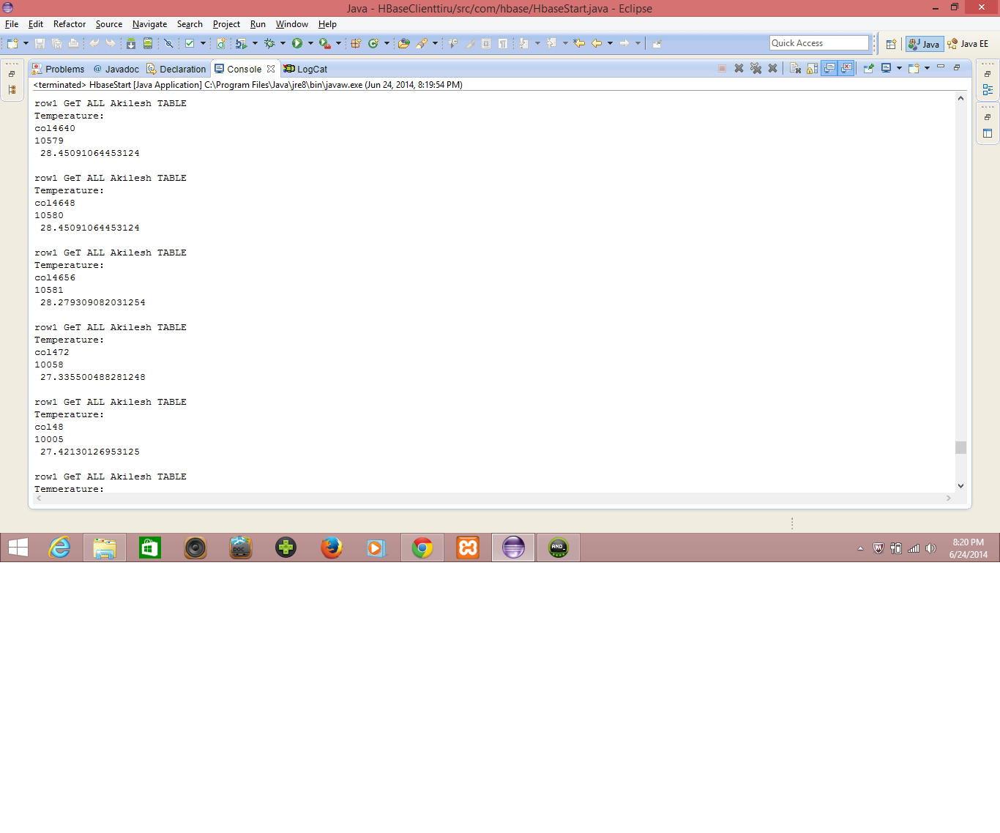 Java - HBaseClienttiru/src/com/hbase/HbaseStart.java - Eclipse
File Edit Refactor Source Navigate Search Project Run Window Help
Quick Access Java Java EE
Problems @ Javadoc Declaration Console LogCat
<terminated> HbaseStart [Java Application] C:\Program Files\Java\jre8\bin\javaw.exe (Jun 24, 2014, 8:19:54 PM)
row1 GeT ALL Akilesh TABLE
Temperature:
col4640
10579
28.45091064453124
row1 GeT ALL Akilesh TABLE
Temperature:
col4648
10580
28.45091064453124
row1 GeT ALL Akilesh TABLE
Temperature:
col4656
10581
28.279309082031254
row1 GeT ALL Akilesh TABLE
Temperature:
col472
10058
27.335500488281248
row1 GeT ALL Akilesh TABLE
Temperature:
col48
10005
27.42130126953125
row1 GeT ALL Akilesh TABLE
Temperature:
DOC
AND_
8:20 PM
6/24/2014